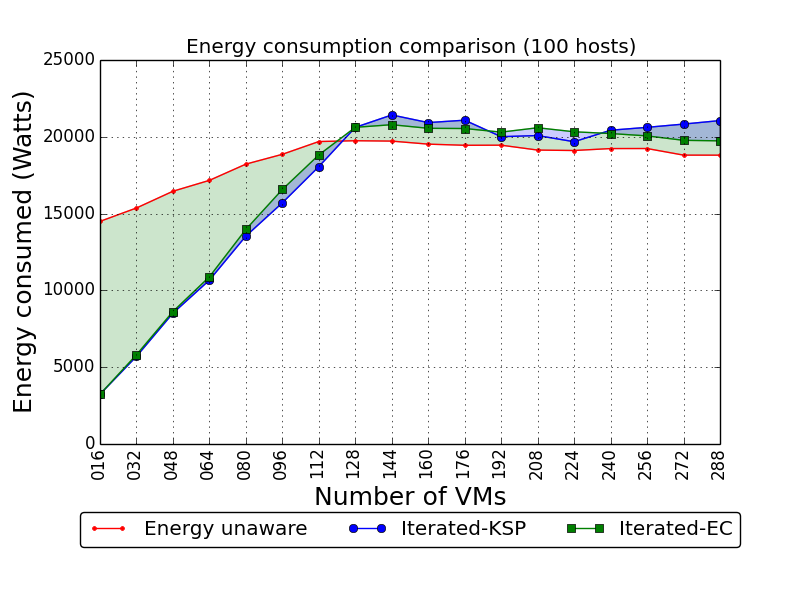 Energy consumption comparison (100 hosts)
25000
20000
15000
10000
5000
0
Energy consumed (Watts)
016 032 048 064 080 096 112 128 144 160 176 192 208 224 240 256 272 288
Number of VMs
Energy unaware Iterated-KSP Iterated-EC